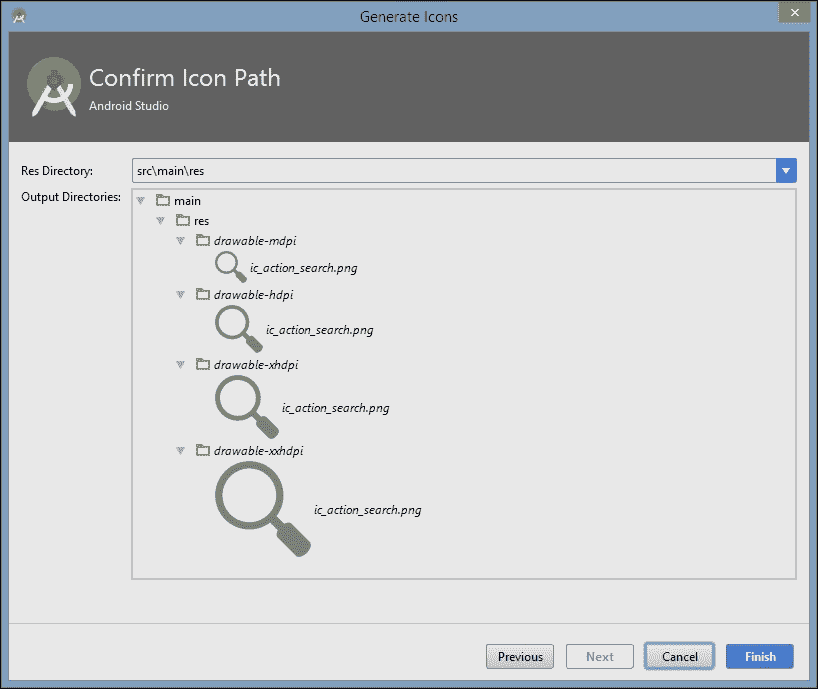 Generate Icons
Confirm Icon Path
Android Studio
Res Directory:
src\main\res
Output Directories:
main
res
drawable-mdpi
ic_action_search.png
drawable-hdpi
ic_action_search.png
drawable-xhdpi
ic_action_search.png
drawable-xxhdpi
ic_action_search.png
Previous
Next
Cancel
Finish